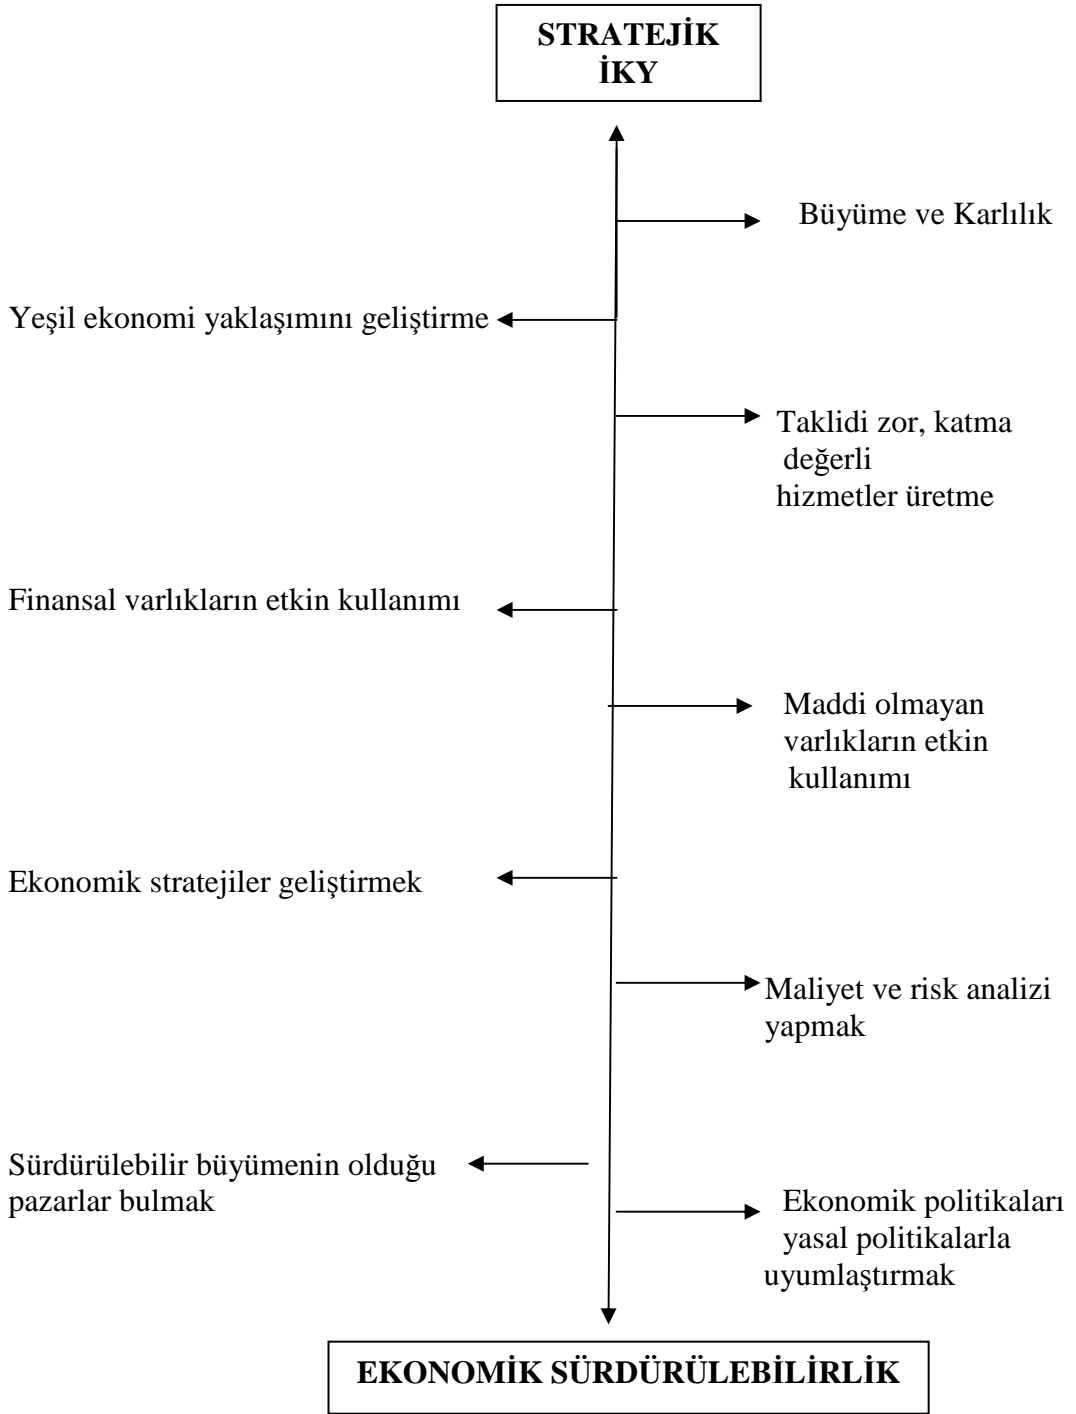 STRATEJİK
İKY
Büyüme ve Karlılık
Yeşil ekonomi yaklaşımını geliştirme
Taklidi zor, katma
değerli
hizmetler üretme
Finansal varlıkların etkin kullanımı
Maddi olmayan
varlıkların etkin
kullanımı
Ekonomik stratejiler geliştirmek
Maliyet ve risk analizi
yapmak
Sürdürülebilir büyümenin olduğu
pazarlar bulmak
Ekonomik politikaları
yasal politikalarla
uyumlaştırmak
EKONOMİK SÜRDÜRÜLEBİLİRLİK